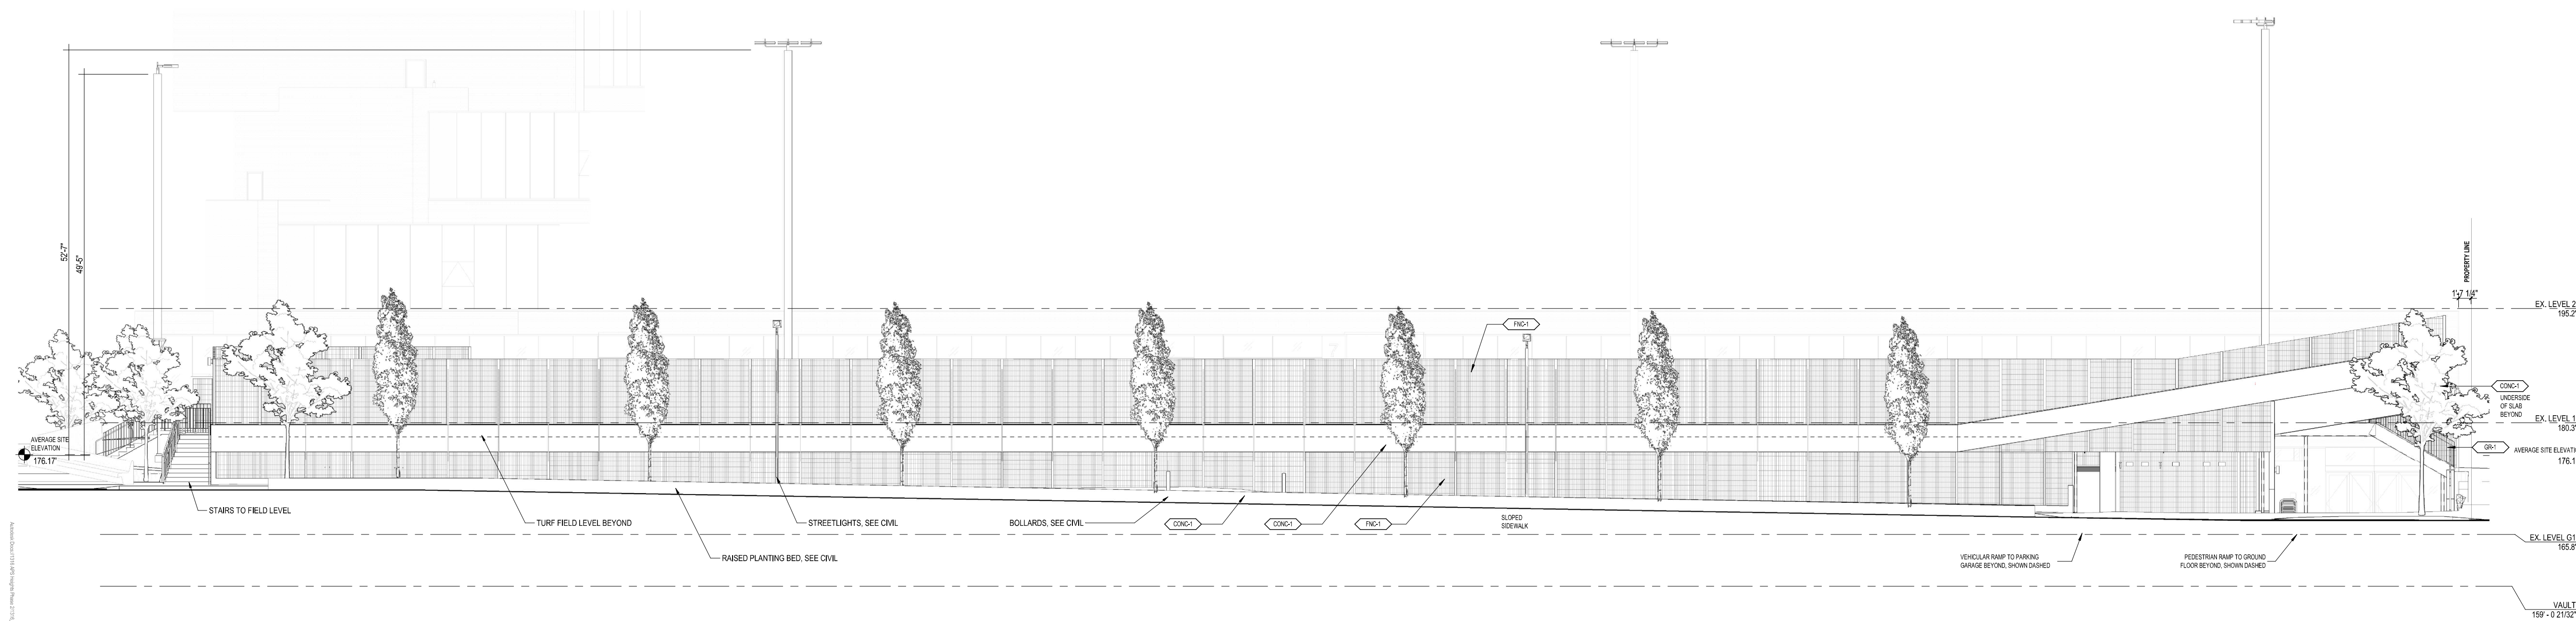 52'-7"
49'-5"
AVERAGE SITE
ELEVATION
176.17'
STAIRS TO FIELD LEVEL
TURF FIELD LEVEL BEYOND
RAISED PLANTING BED, SEE CIVIL
STREETLIGHTS, SEE CIVIL
BOLLARDS, SEE CIVIL
CONC-1
CONC-1
FNC-1
FNC-1
SLOPED
SIDEWALK
VEHICULAR RAMP TO PARKING
GARAGE BEYOND, SHOWN DASHED
PEDESTRIAN RAMP TO GROUND
FLOOR BEYOND, SHOWN DASHED
PROPERTY LINE
1'-7 1/4"
EX. LEVEL 2
195.2'
CONC-1
UNDERSIDE
OF SLAB
BEYOND
EX. LEVEL 1
180.3'
GR-1
AVERAGE SITE ELEVATI
176.1
EX. LEVEL G1
165.8'
VAULT
159' - 0 21/32"